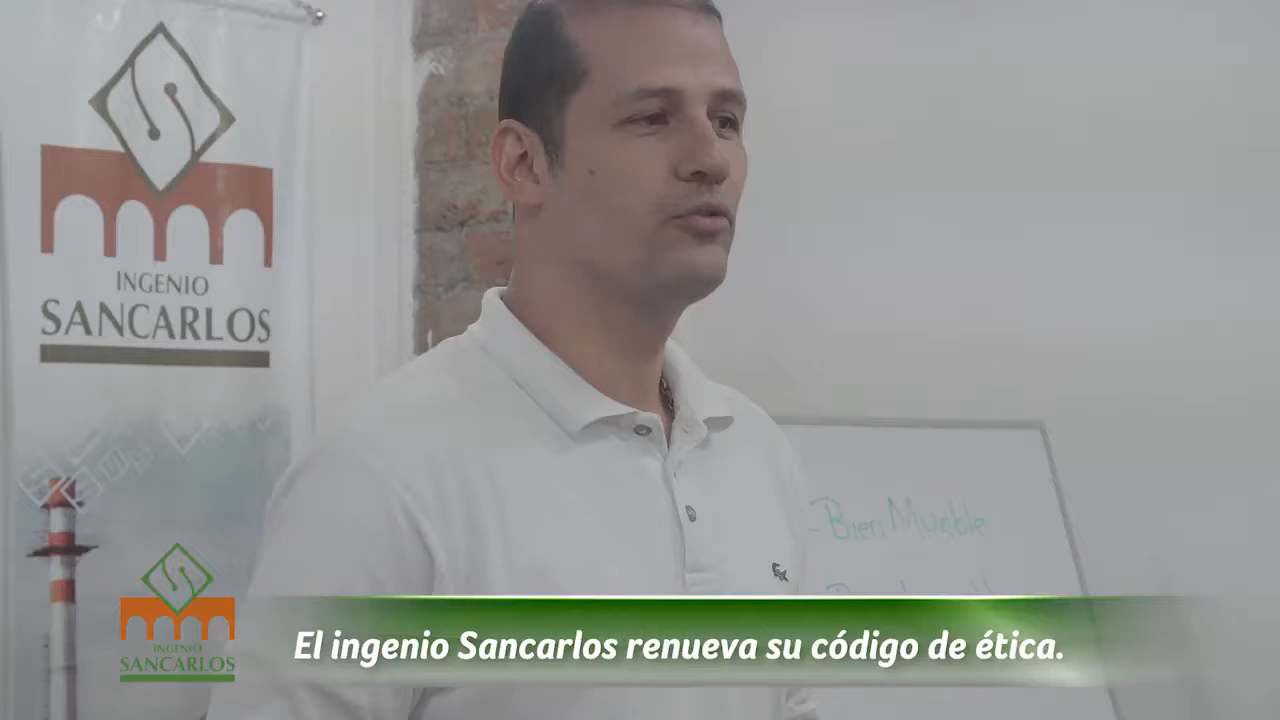 INGENIO
SANCARLOS
Bien Mueble
INGENIO
SANCARLOS
El ingenio Sancarlos renueva su código de ética.